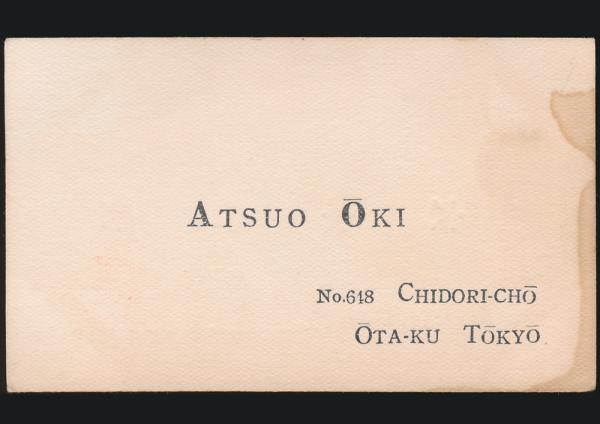 ATSUO ŌKI
No.648 CHIDORI-CHŌ
ŌTA-KU TŌKYŌ